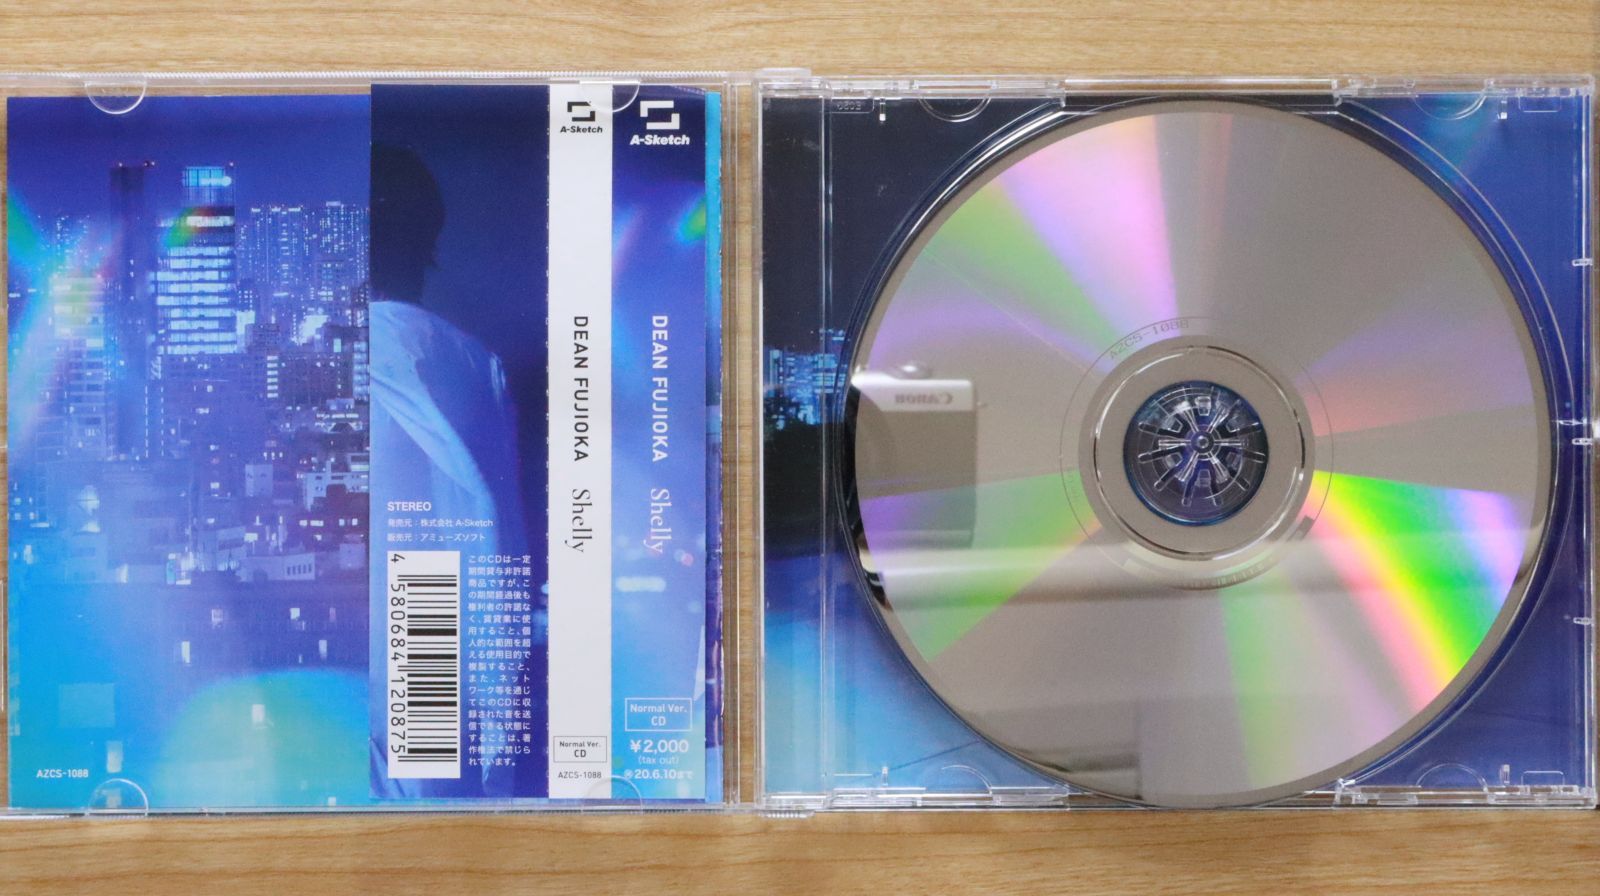 AZCS-1088
STEREO
発売元:株式会社 A-Sketch
販売元:アミューズソフト
4 580684 120875
このCDは一定
期間貸与非許諾
商品ですが、こ
の期間経過後も
権利者の許諾な
く、賃貸業に使
用すること、個
人的な範囲を超
える使用目的で
複製すること、
また、ネット
ワーク等を通じ
てこのCDに収
録された音を送
信できる状態に
することは、著
作権法で禁じら
れています。
A-Sketch
DEAN FUJIOKA Shelly
Normal Ver.
CD
AZCS-1088
A-Sketch
DEAN FUJIOKA Shelly
Normal Ver.
CD
¥2,000
(tax out)
20.6.10まで
AZCS-1088
Canon